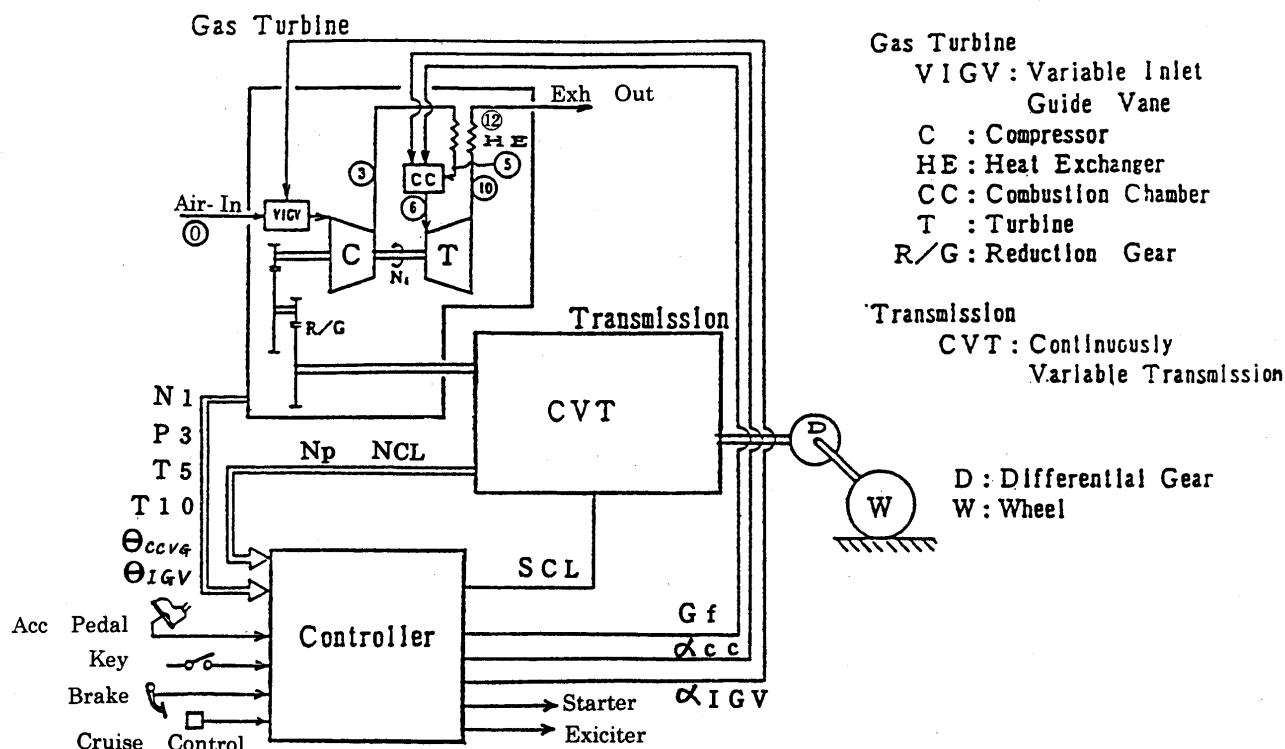 Gas Turbine
Exh Out
⑫
HE
③
CC
⑤
⑥
⑩
Air- In
⓪
VIGV
C
N₁
T
R/G
Transmission
CVT
N1
P3
T5
T10
Θccvg
ΘIGV
Np NCL
D
W
SCL
Gf
αcc
αIGV
Controller
Acc Pedal
Key
Brake
Cruise Control
Starter
Exiciter
Gas Turbine
VIGV : Variable Inlet
Guide Vane
C : Compressor
HE : Heat Exchanger
CC : Combustion Chamber
T : Turbine
R/G : Reduction Gear
Transmission
CVT : Continuously
Variable Transmission
D : Differential Gear
W : Wheel